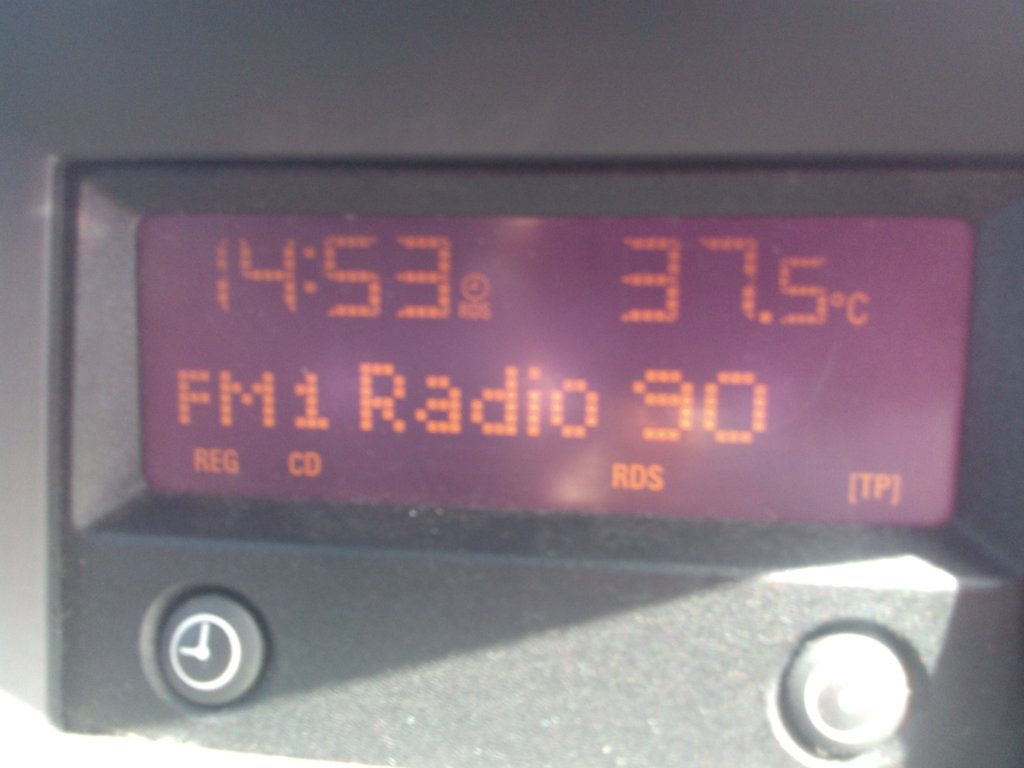 14:53 RDS 37.5°C
FM1 Radio 90
REG CD RDS [TP]